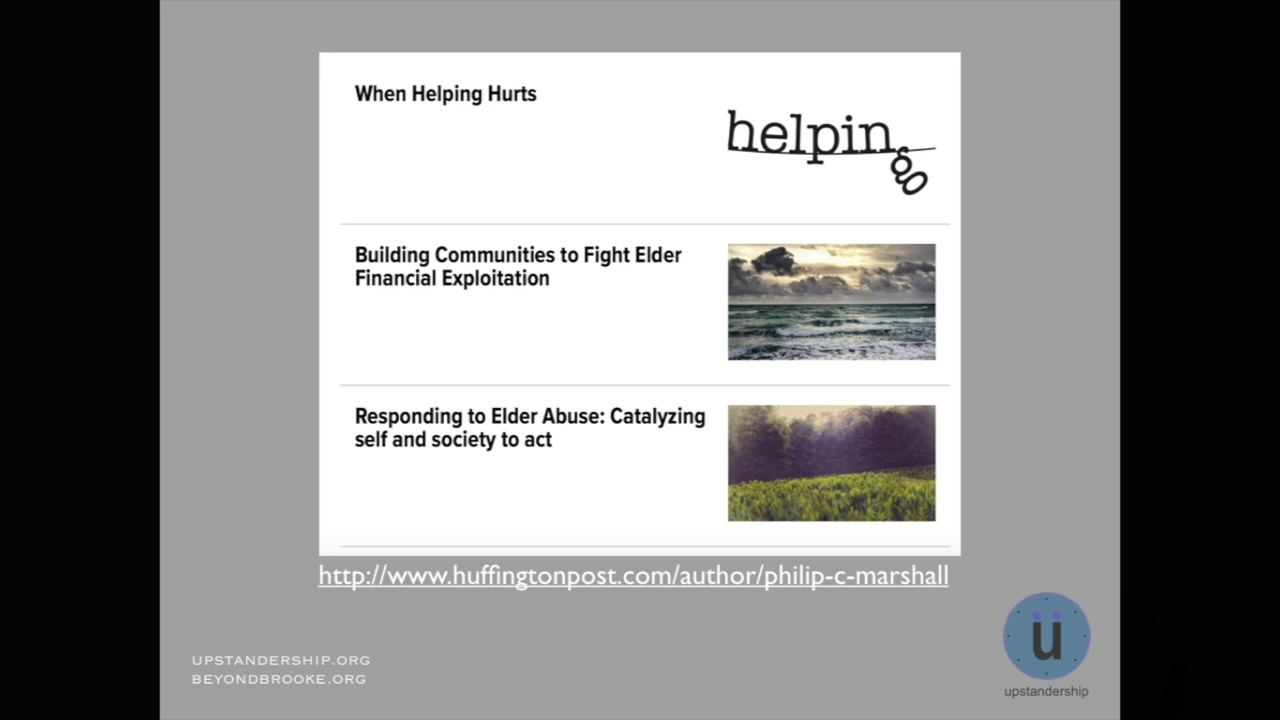 When Helping Hurts
helping
Building Communities to Fight Elder
Financial Exploitation
Responding to Elder Abuse: Catalyzing
self and society to act
http://www.huffingtonpost.com/author/philip-c-marshall
UPSTANDERSHIP.ORG
BEYONDBROOKE.ORG
ü
upstandership